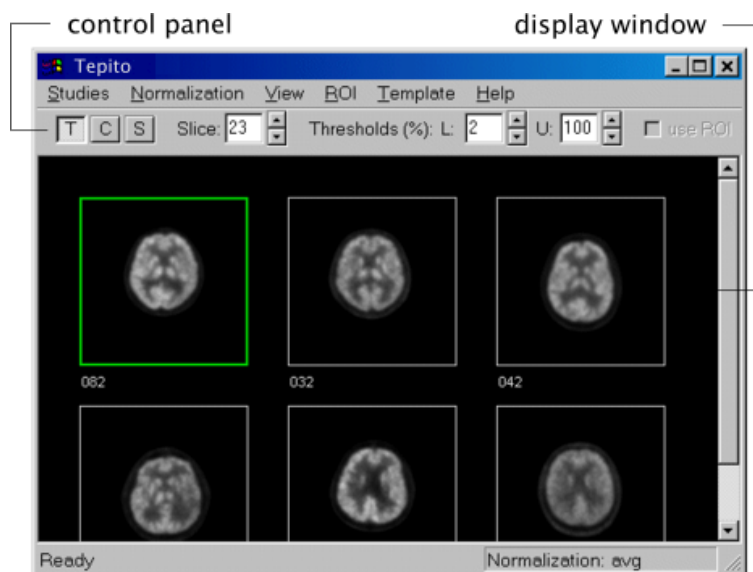 control panel
display window
Tepito
Studies Normalization View ROI Template Help
T C S Slice: 23 Thresholds (%): L: 2 U: 100 use ROI
082 032 042
Ready Normalization: avg